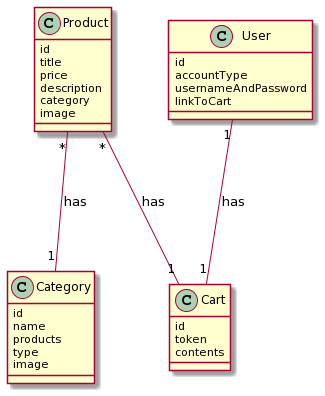 C Product
id
title
price
description
category
image
C User
id
accountType
usernameAndPassword
linkToCart
* * 1
has has has
1 1 1
C Category
id
name
products
type
image
C Cart
id
token
contents